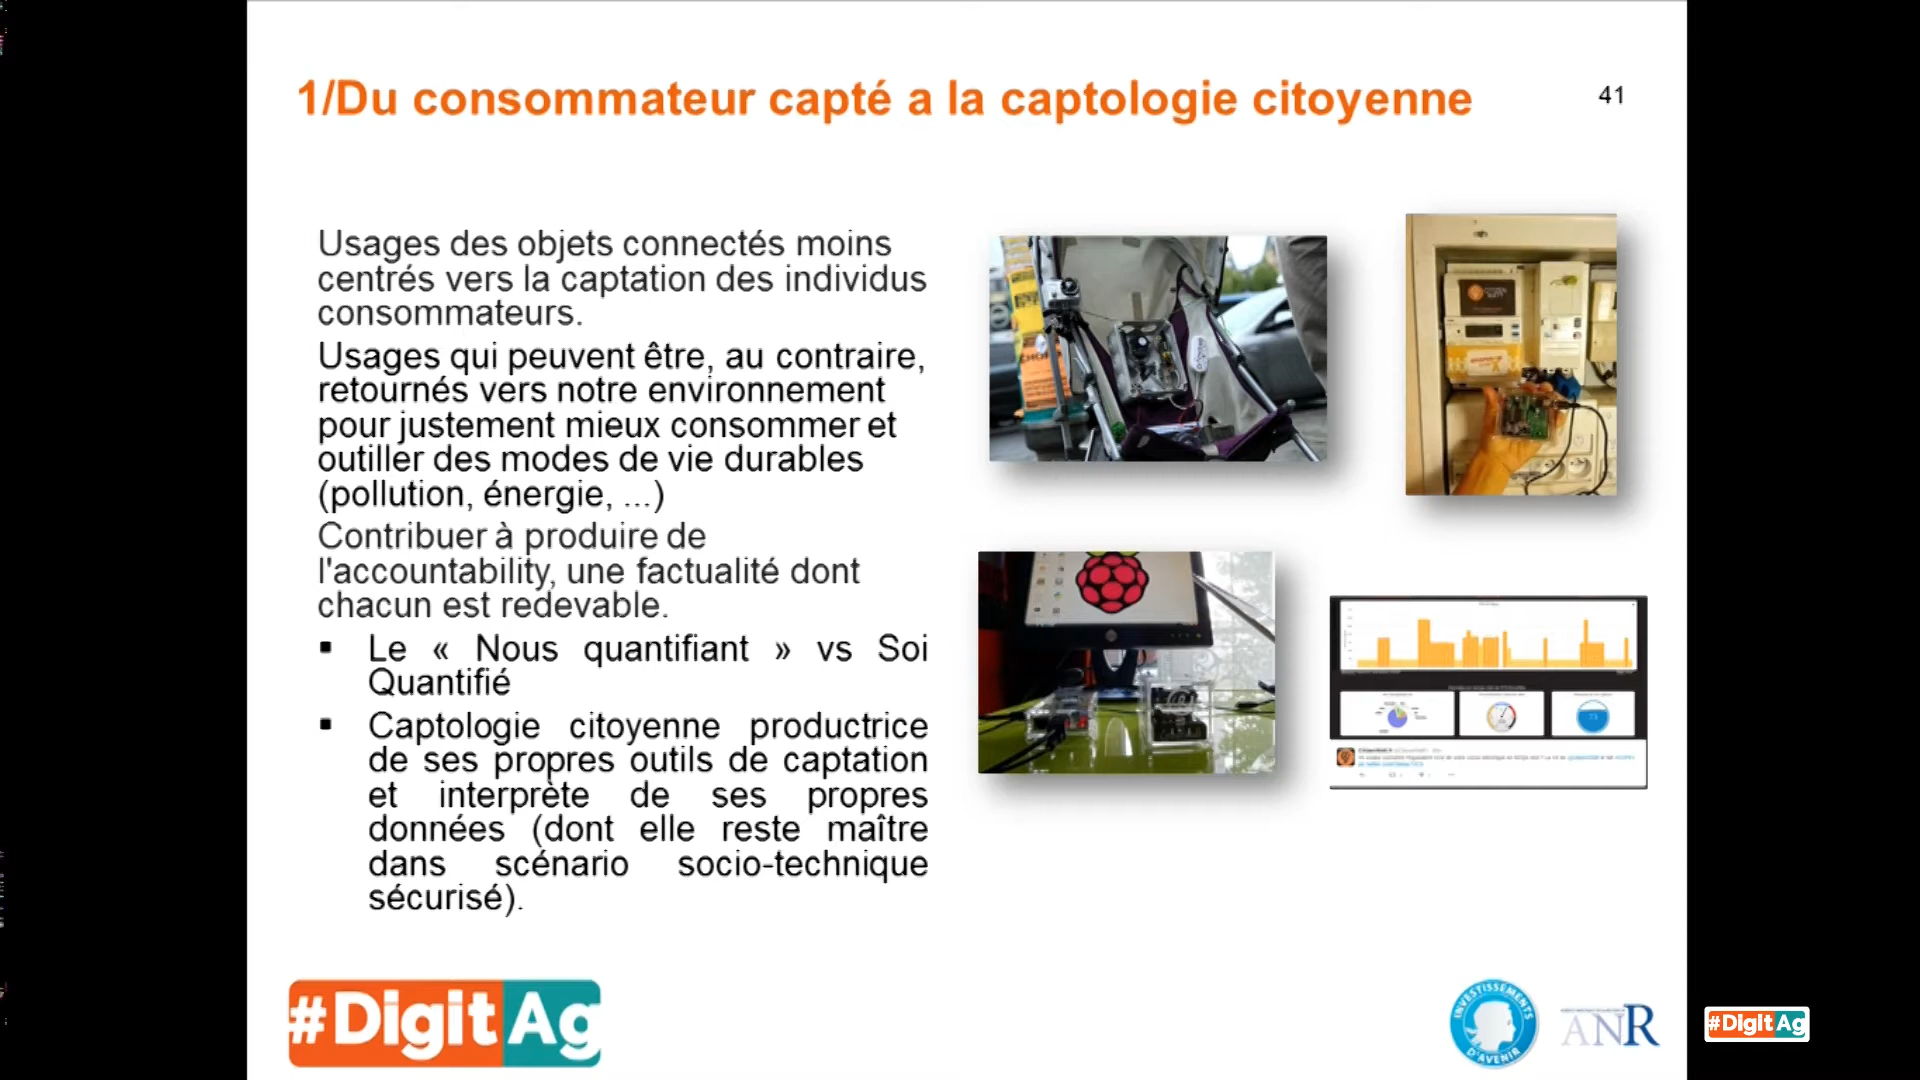 1/Du consommateur capté a la captologie citoyenne
41
Usages des objets connectés moins
centrés vers la captation des individus
consommateurs.
Usages qui peuvent être, au contraire,
retournés vers notre environnement
pour justement mieux consommer et
outiller des modes de vie durables
(pollution, énergie, ...)
Contribuer à produire de
l'accountability, une factualité dont
chacun est redevable.
▪ Le « Nous quantifiant » vs Soi
Quantifié
▪ Captologie citoyenne productrice
de ses propres outils de captation
et interprète de ses propres
données (dont elle reste maître
dans scénario socio-technique
sécurisé).
#DigitAg
INVESTISSEMENTS
D'AVENIR
ANR
#DigitAg